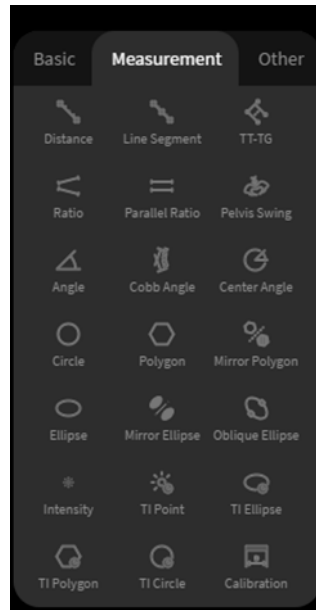 Basic Measurement Other
Distance Line Segment TT-TG
Ratio Parallel Ratio Pelvis Swing
Angle Cobb Angle Center Angle
Circle Polygon Mirror Polygon
Ellipse Mirror Ellipse Oblique Ellipse
Intensity TI Point TI Ellipse
TI Polygon TI Circle Calibration